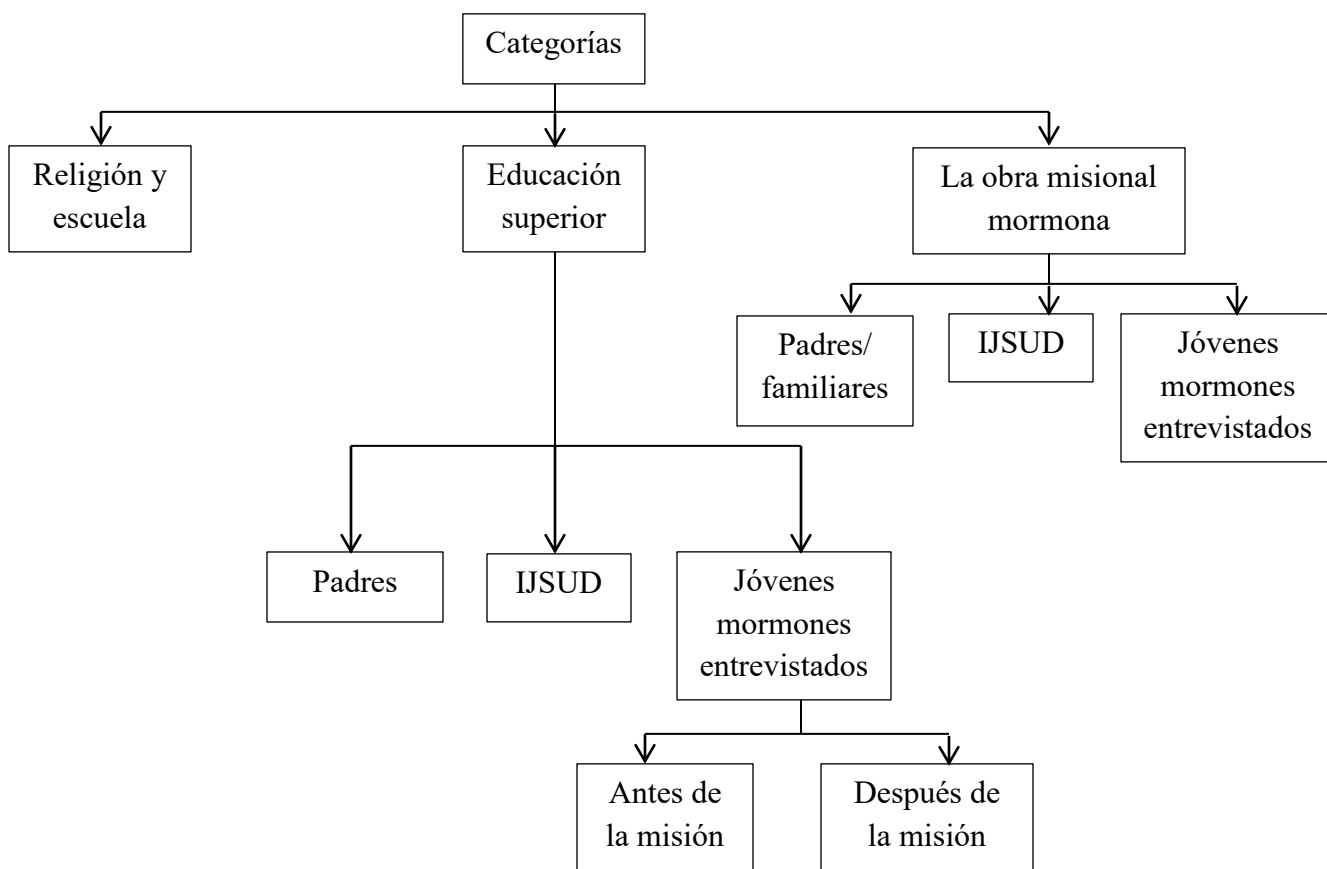 Categorías
Religión y
escuela
Educación
superior
La obra misional
mormona
Padres/
familiares
IJSUD
Jóvenes
mormones
entrevistados
Padres
IJSUD
Jóvenes
mormones
entrevistados
Antes de
la misión
Después de
la misión